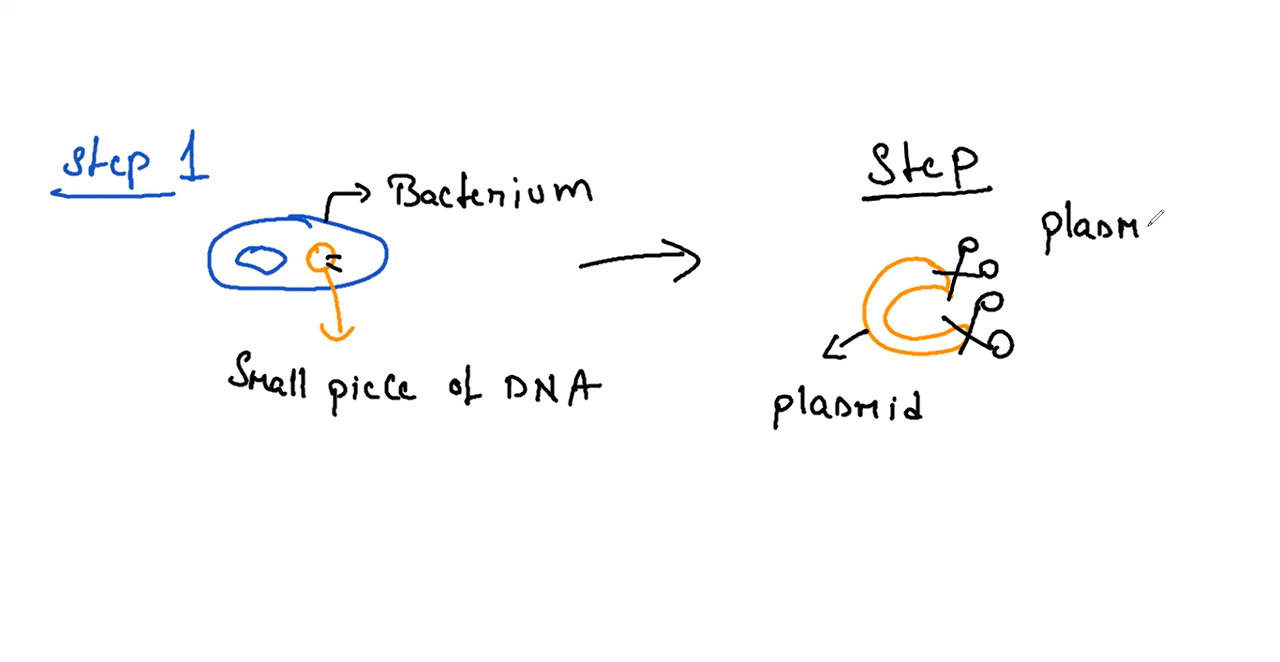 Step 1
Bacterium
Small piece of DNA
Step
plasm
plasmid